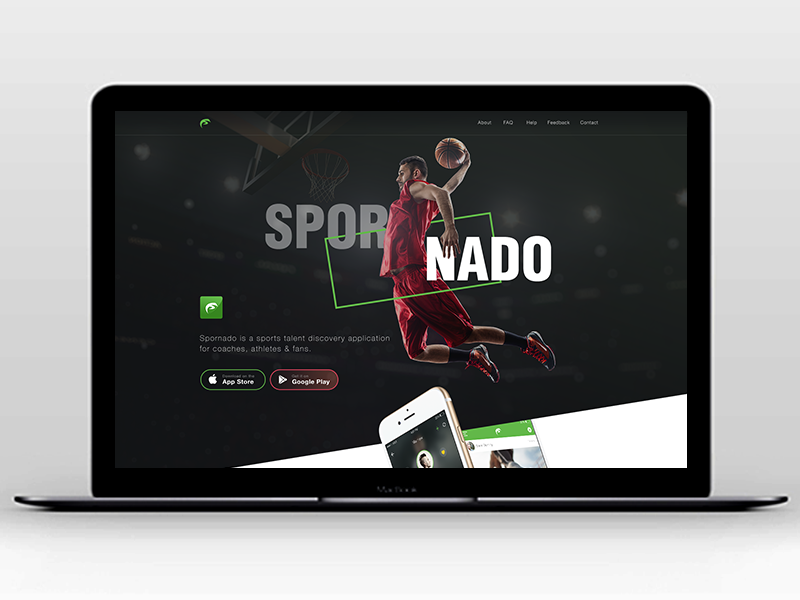 About FAQ Help Feedback Contact
SPOR
NADO
Spornado is a sports talent discovery application
for coaches, athletes & fans.
Download on the
App Store
Get it on
Google Play